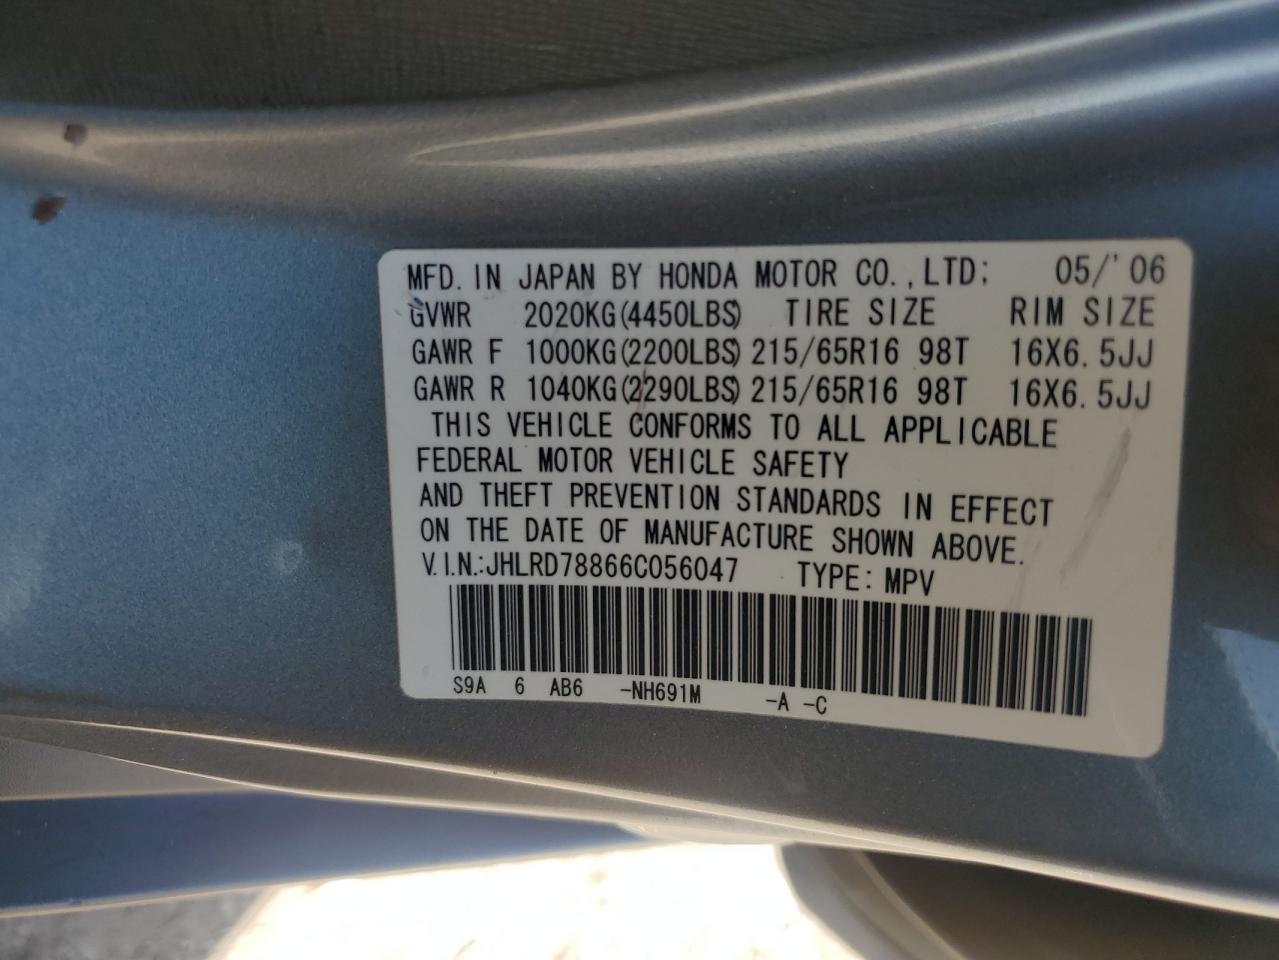 MFD. IN JAPAN BY HONDA MOTOR CO.,LTD; 05/'06
GVWR 2020KG(4450LBS) TIRE SIZE RIM SIZE
GAWR F 1000KG(2200LBS) 215/65R16 98T 16X6.5JJ
GAWR R 1040KG(2290LBS) 215/65R16 98T 16X6.5JJ
THIS VEHICLE CONFORMS TO ALL APPLICABLE
FEDERAL MOTOR VEHICLE SAFETY
AND THEFT PREVENTION STANDARDS IN EFFECT
ON THE DATE OF MANUFACTURE SHOWN ABOVE.
V.I.N.:JHLRD78866C056047 TYPE: MPV
S9A 6 AB6 -NH691M -A -C